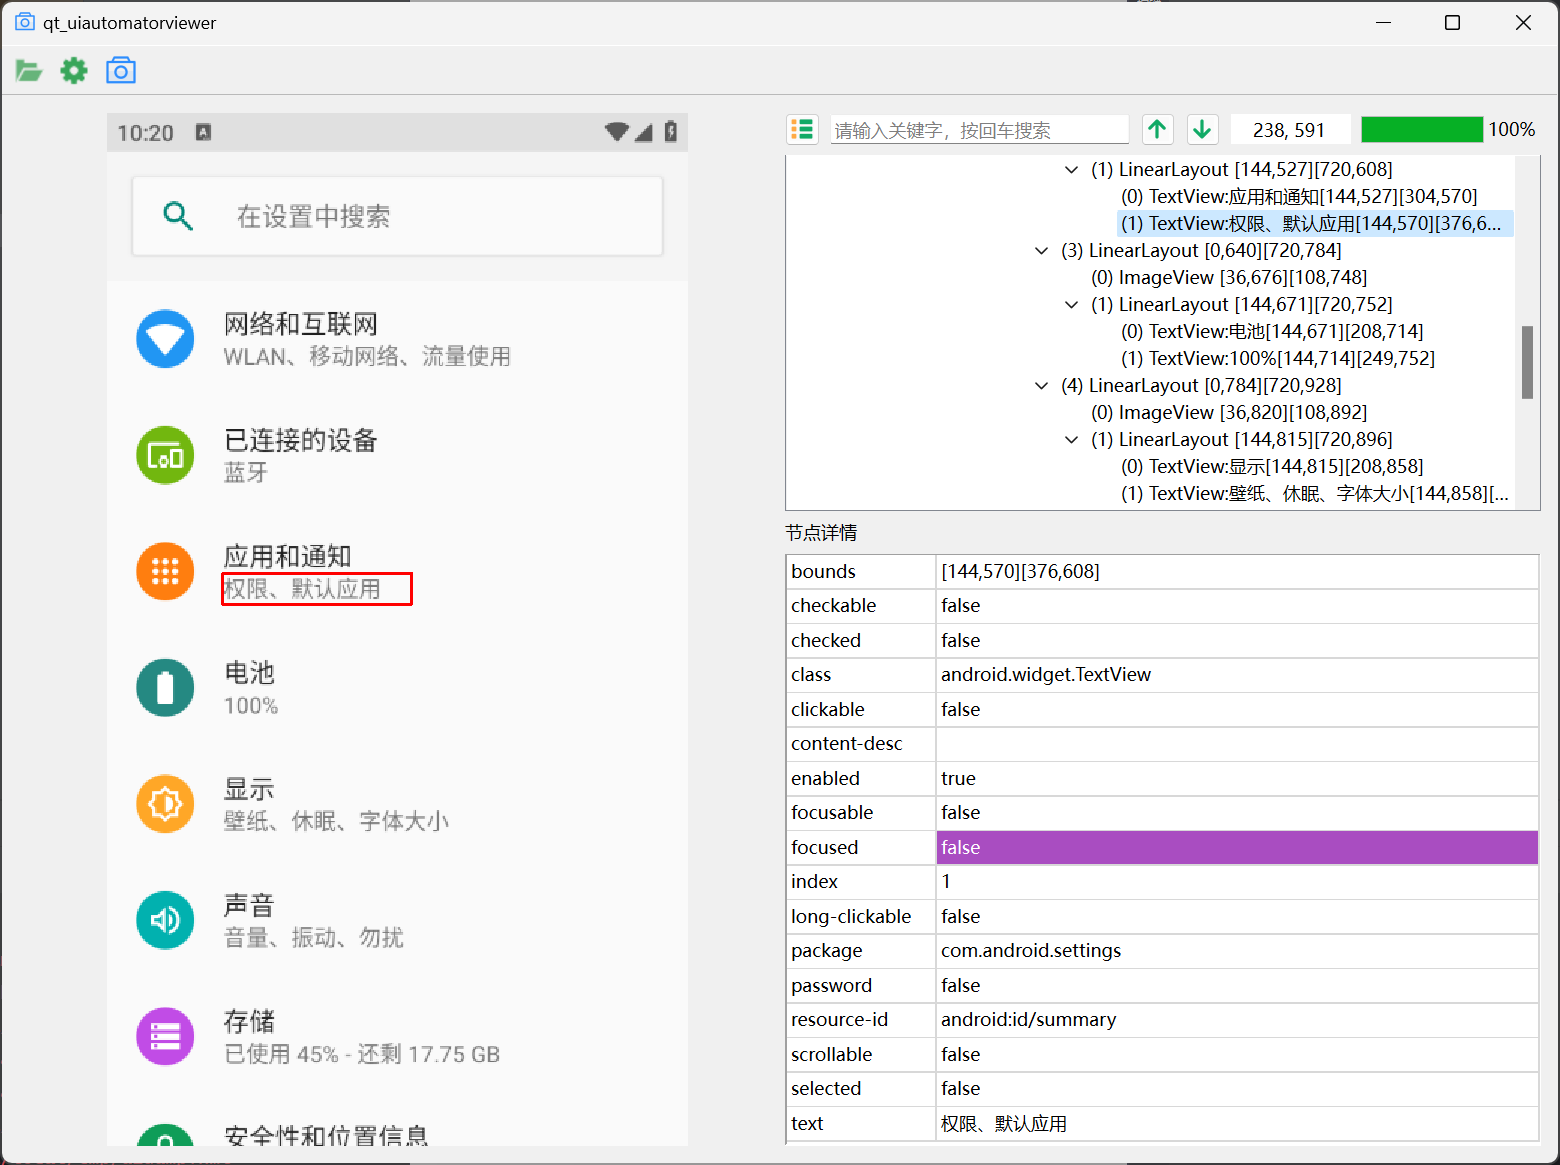 qt_uiautomatorviewer
10:20
在设置中搜索
网络和互联网
WLAN、移动网络、流量使用
已连接的设备
蓝牙
应用和通知
权限、默认应用
电池
100%
显示
壁纸、休眠、字体大小
声音
音量、振动、勿扰
存储
已使用 45% - 还剩 17.75 GB
安全性和位置信息
请输入关键字，按回车搜索
238, 591
100%
(1) LinearLayout [144,527][720,608]
(0) TextView:应用和通知[144,527][304,570]
(1) TextView:权限、默认应用[144,570][376,6...
(3) LinearLayout [0,640][720,784]
(0) ImageView [36,676][108,748]
(1) LinearLayout [144,671][720,752]
(0) TextView:电池[144,671][208,714]
(1) TextView:100%[144,714][249,752]
(4) LinearLayout [0,784][720,928]
(0) ImageView [36,820][108,892]
(1) LinearLayout [144,815][720,896]
(0) TextView:显示[144,815][208,858]
(1) TextView:壁纸、休眠、字体大小[144,858][...
节点详情
bounds [144,570][376,608]
checkable false
checked false
class android.widget.TextView
clickable false
content-desc
enabled true
focusable false
focused false
index 1
long-clickable false
package com.android.settings
password false
resource-id android:id/summary
scrollable false
selected false
text 权限、默认应用